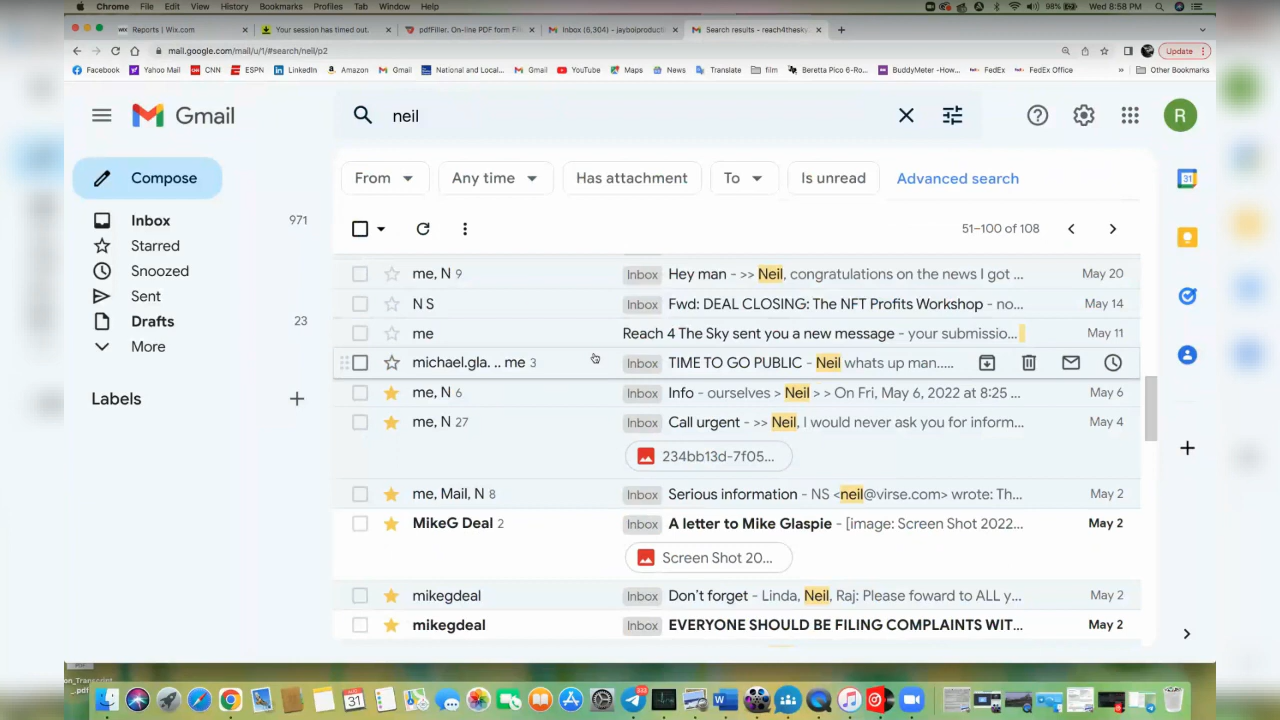 Chrome File Edit View History Bookmarks Profiles Tab Window Help 98% Wed 8:58 PM
Reports | Wix.com Your session has timed out. pdfFiller. On-line PDF form Fil Inbox (6,304) - jayboiproducti Search results - reach4thesky.
mail.google.com/mail/u/1/#search/neil/p2 Update
Facebook Yahoo Mail CNN ESPN LinkedIn Amazon Gmail National and Local... Gmail YouTube Maps News Translate film Beretta Pico 6-Ro... BuddyMeter -How... FedEx FedEx Office Other Bookmarks
Gmail neil R
Compose From Any time Has attachment To Is unread Advanced search
31
Inbox 971
51–100 of 108
Starred
Snoozed
Sent
Drafts 23
More
Labels
me, N 9 Inbox Hey man - >> Neil, congratulations on the news I got ... May 20
N S Inbox Fwd: DEAL CLOSING: The NFT Profits Workshop - no... May 14
me Reach 4 The Sky sent you a new message - your submissio... May 11
michael.gla. .. me 3 Inbox TIME TO GO PUBLIC - Neil whats up man.....
me, N 6 Inbox Info - ourselves > Neil > > On Fri, May 6, 2022 at 8:25 ... May 6
me, N 27 Inbox Call urgent - >> Neil, I would never ask you for inform... May 4
234bb13d-7f05...
me, Mail, N 8 Inbox Serious information - NS <neil@virse.com> wrote: Th... May 2
MikeG Deal 2 Inbox A letter to Mike Glaspie - [image: Screen Shot 2022... May 2
Screen Shot 20...
mikegdeal Inbox Don't forget - Linda, Neil, Raj: Please foward to ALL y... May 2
mikegdeal Inbox EVERYONE SHOULD BE FILING COMPLAINTS WIT... May 2
on_Transcript
.pdf
31